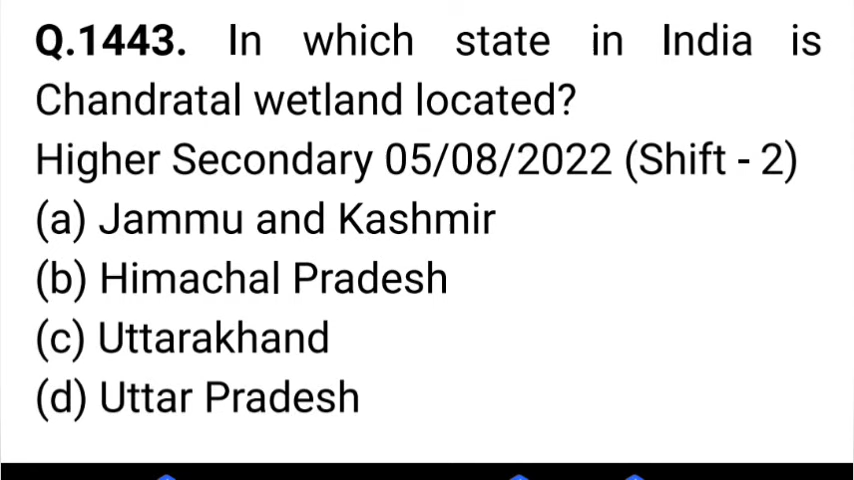 Q.1443. In which state in India is
Chandratal wetland located?
Higher Secondary 05/08/2022 (Shift - 2)
(a) Jammu and Kashmir
(b) Himachal Pradesh
(c) Uttarakhand
(d) Uttar Pradesh